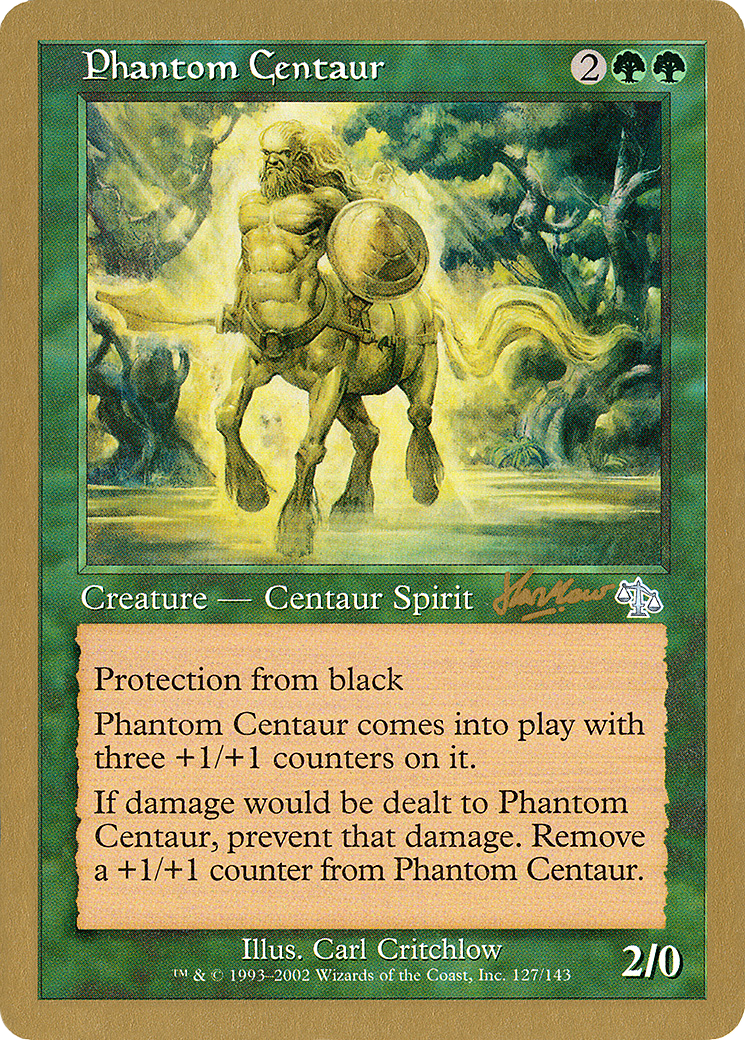 Phantom Centaur 2
Creature — Centaur Spirit
Protection from black
Phantom Centaur comes into play with
three +1/+1 counters on it.
If damage would be dealt to Phantom
Centaur, prevent that damage. Remove
a +1/+1 counter from Phantom Centaur.
Illus. Carl Critchlow
™ & © 1993–2002 Wizards of the Coast, Inc. 127/143
2/0